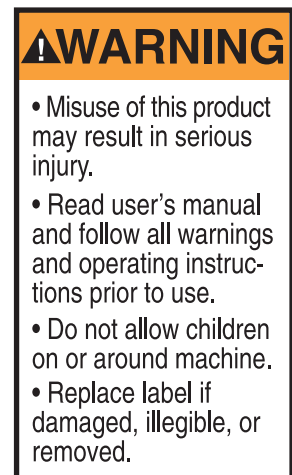 WARNING
• Misuse of this product
may result in serious
injury.
• Read user's manual
and follow all warnings
and operating instruc-
tions prior to use.
• Do not allow children
on or around machine.
• Replace label if
damaged, illegible, or
removed.